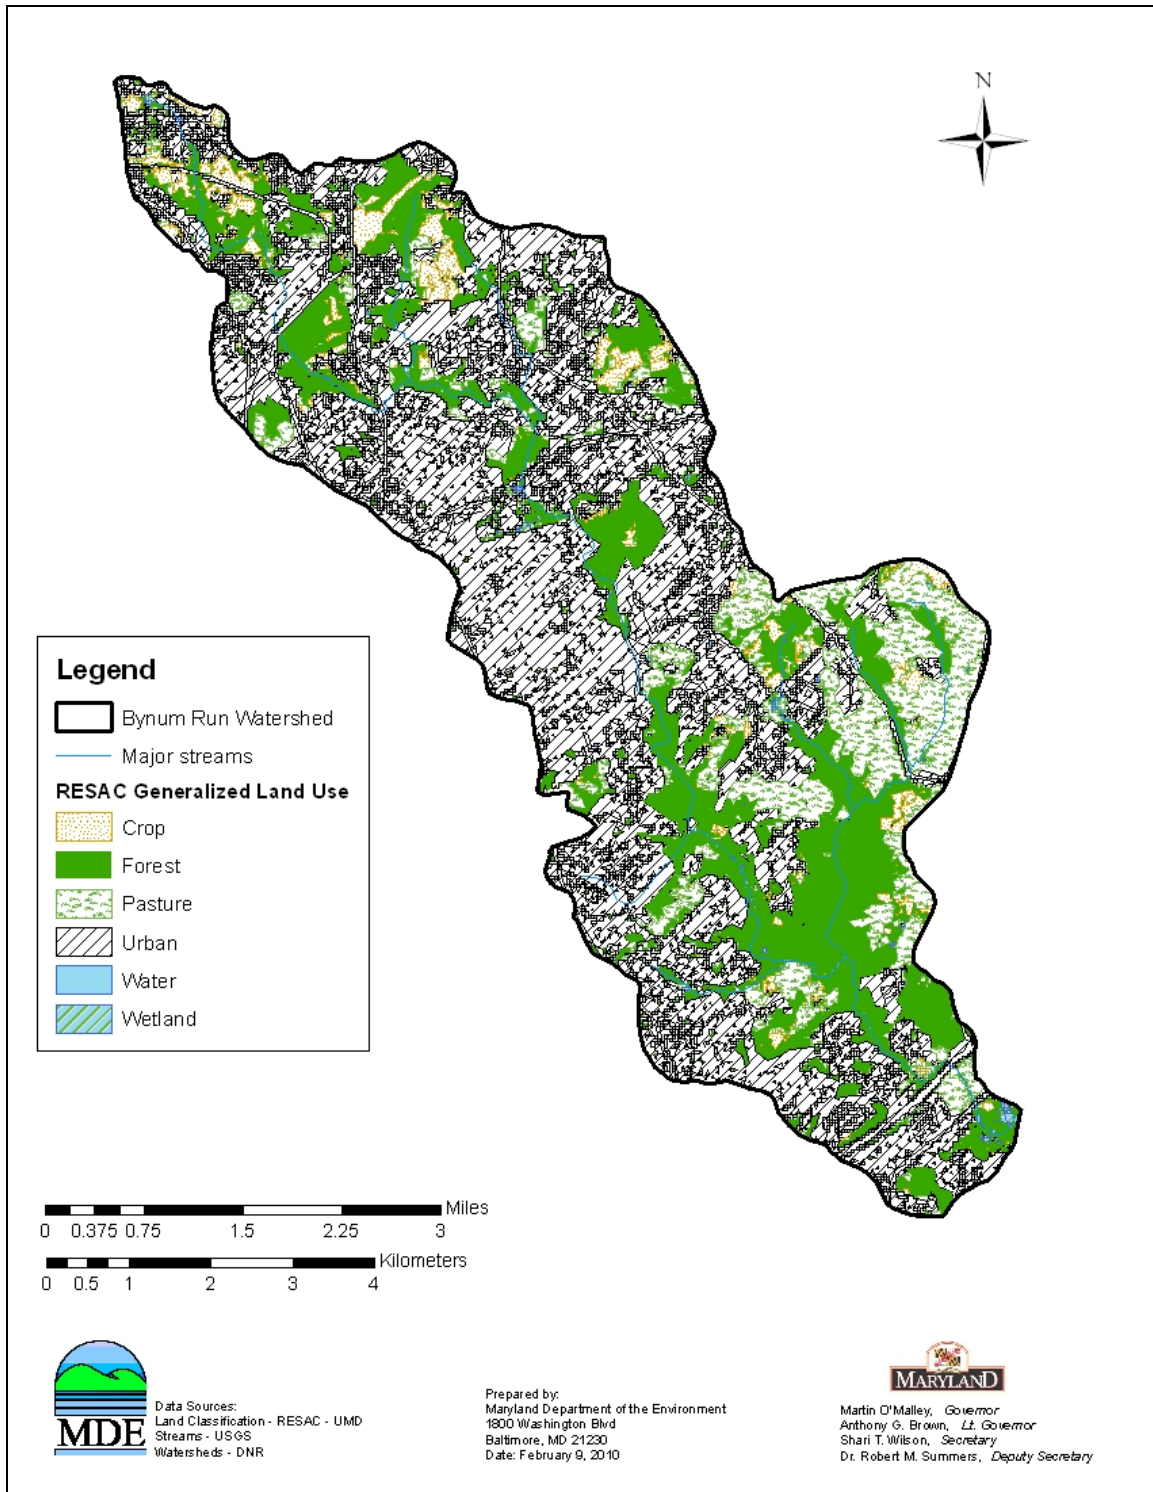 N
Legend
Bynum Run Watershed
Major streams
RESAC Generalized Land Use
Crop
Forest
Pasture
Urban
Water
Wetland
Miles
0 0.375 0.75 1.5 2.25 3
Kilometers
0 0.5 1 2 3 4
MDE
Data Sources:
Land Classification - RESAC - UMD
Streams - USGS
Watersheds - DNR
Prepared by:
Maryland Department of the Environment
1800 Washington Blvd
Baltimore, MD 21230
Date: February 9, 2010
MARYLAND
Martin O'Malley, Governor
Anthony G. Brown, Lt. Governor
Shari T. Wilson, Secretary
Dr. Robert M. Summers, Deputy Secretary